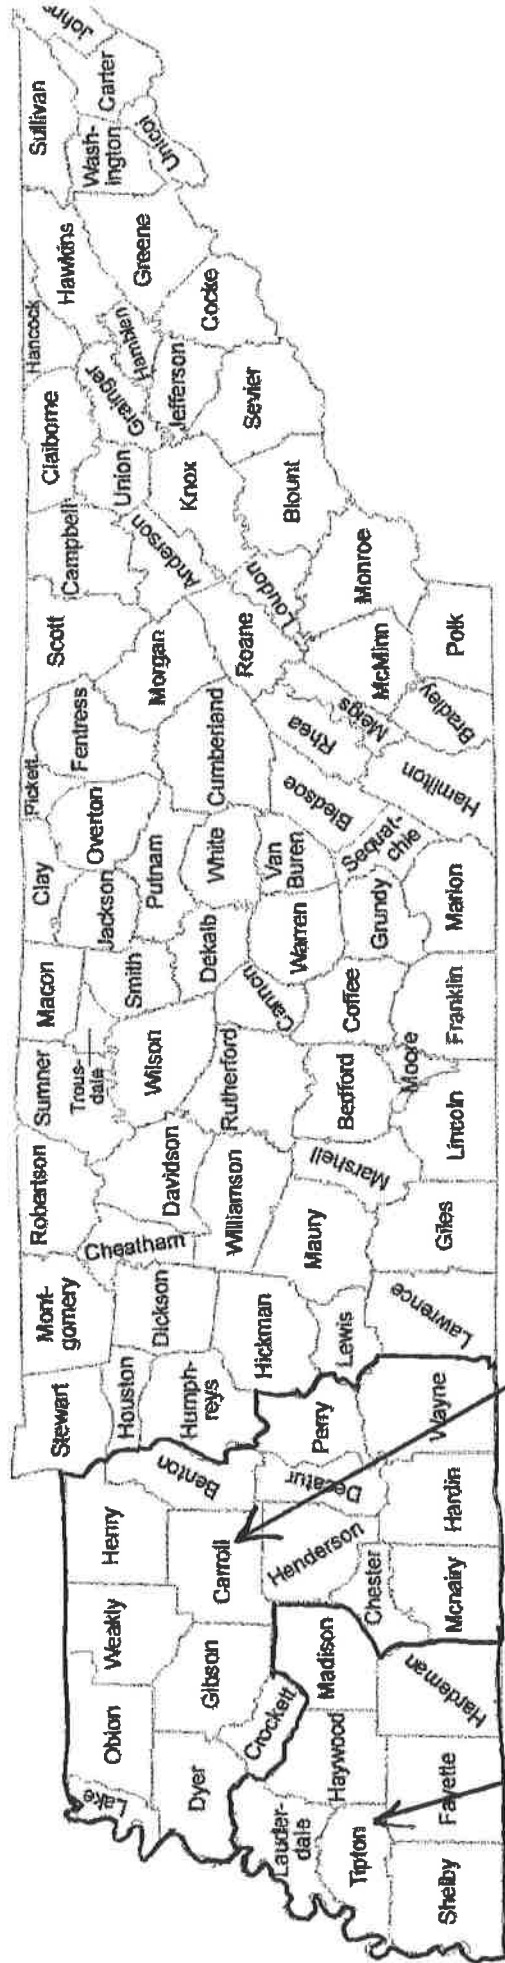 Johns
Sullivan
Carter
Wash-
ington
Unicoi
Hawkins
Greene
Hancock
Hamblen
Cocke
Claiborne
Grainger
Jefferson
Sevier
Union
Knox
Blount
Campbell
Anderson
Loudon
Monroe
Scott
Morgan
Roane
McMinn
Polk
Pickett
Fentress
Cumberland
Rhea
Meigs
Bradley
Clay
Overton
Putnam
White
Bledsoe
Hamilton
Jackson
Van
Buren
Sequat-
chie
Macon
Smith
Dekalb
Warren
Grundy
Marion
Sumner
Trous-
dale
Wilson
Cannon
Coffee
Franklin
Rutherford
Bedford
Moore
Lincoln
Robertson
Davidson
Williamson
Marshall
Cheatham
Maury
Giles
Mont-
gomery
Dickson
Hickman
Lewis
Lawrence
Stewart
Houston
Humph-
reys
Perry
Wayne
Benton
Decatur
Henry
Carroll
Henderson
Hardin
Weakly
Chester
Mcnairy
Gibson
Madison
Obion
Crockett
Hardeman
Lake
Dyer
Haywood
Lauder-
dale
Fayette
Tipton
Shelby